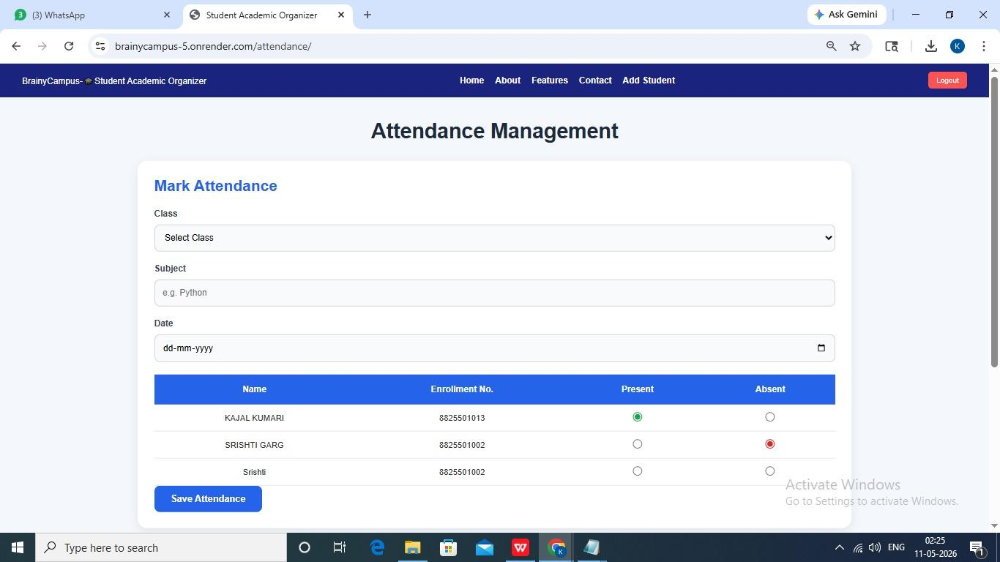 3 (3) WhatsApp
Student Academic Organizer
Ask Gemini
brainycampus-5.onrender.com/attendance/
K
BrainyCampus-🎓Student Academic Organizer
Home About Features Contact Add Student
Logout
Attendance Management
Mark Attendance
Class
Select Class
Subject
e.g. Python
Date
dd-mm-yyyy
Name Enrollment No. Present Absent
KAJAL KUMARI 8825501013
SRISHTI GARG 8825501002
Srishti 8825501002
Save Attendance
Activate Windows
Go to Settings to activate Windows.
Type here to search
W
K
ENG
02:25
11-05-2026
1